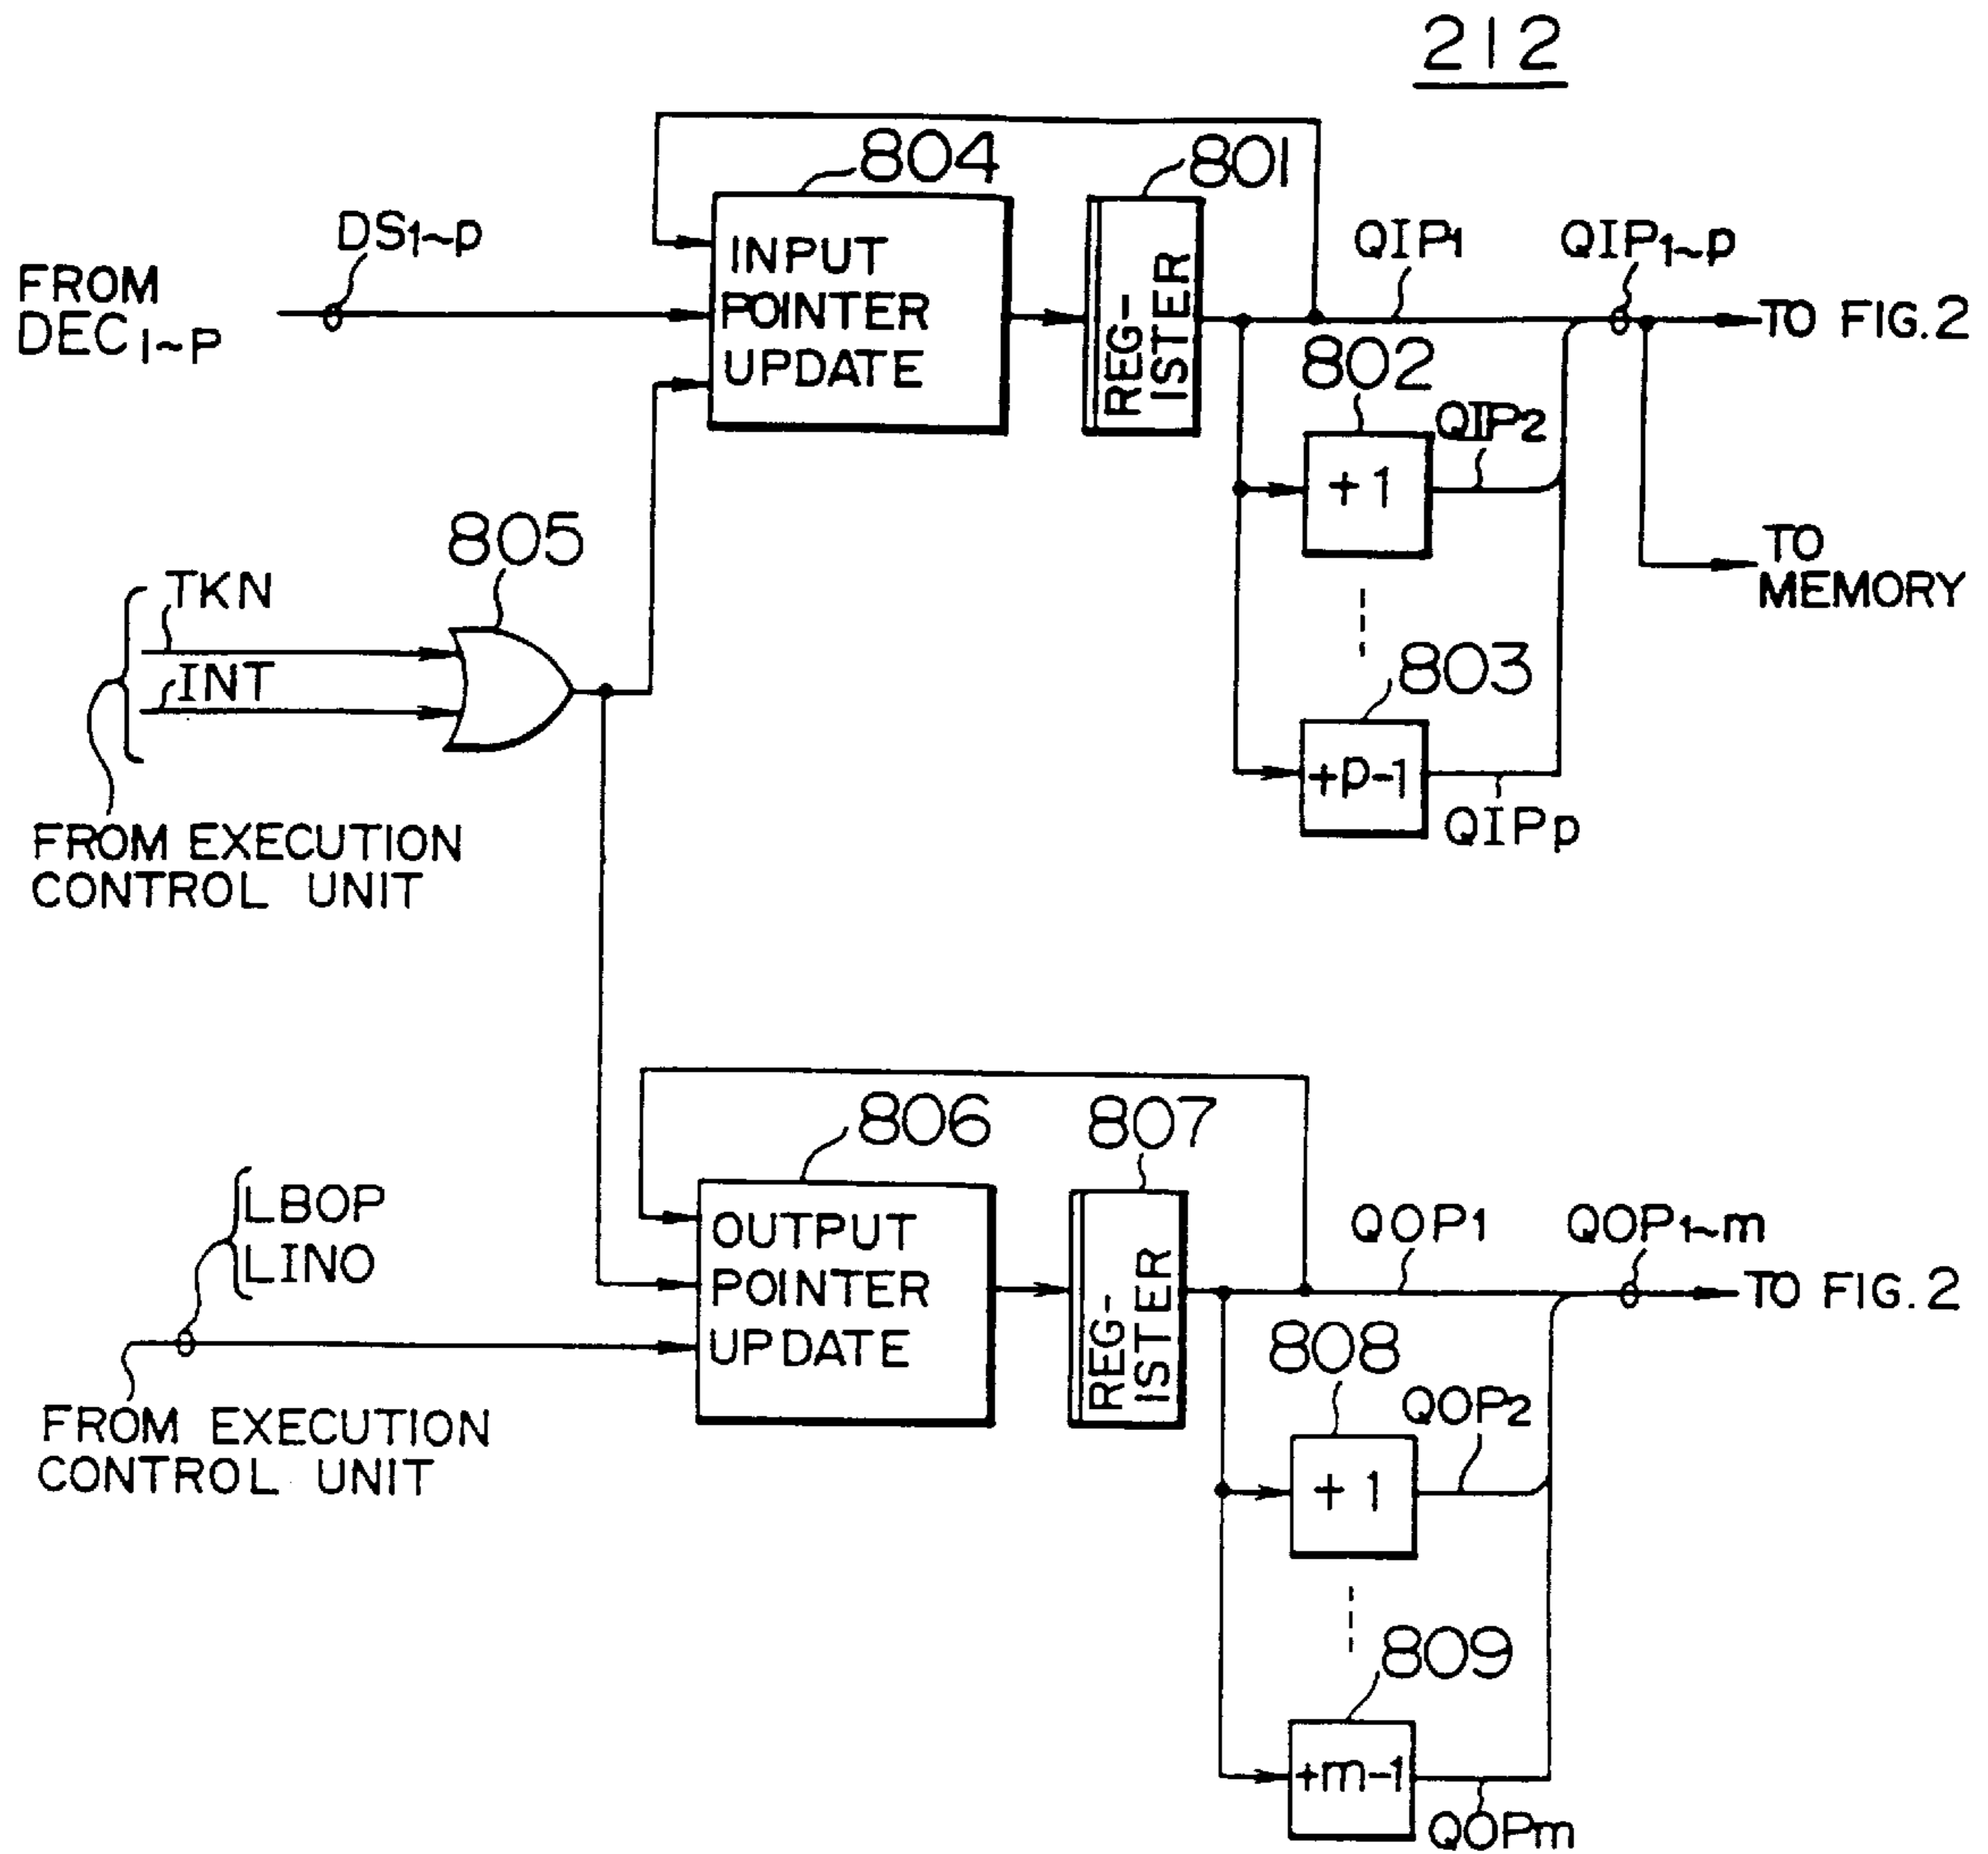 212
804
801
DS1~p
QIP1
QIP1~p
FROM
DEC1~P
INPUT
POINTER
UPDATE
REG-
ISTER
TO FIG.2
802
QIP2
+1
805
TO
MEMORY
TKN
INT
803
+p-1
QIPp
FROM EXECUTION
CONTROL UNIT
806
807
LBOP
LINO
OUTPUT
POINTER
UPDATE
REG-
ISTER
QOP1
QOP1~m
TO FIG.2
808
QOP2
+1
FROM EXECUTION
CONTROL UNIT
809
+m-1
QOPm